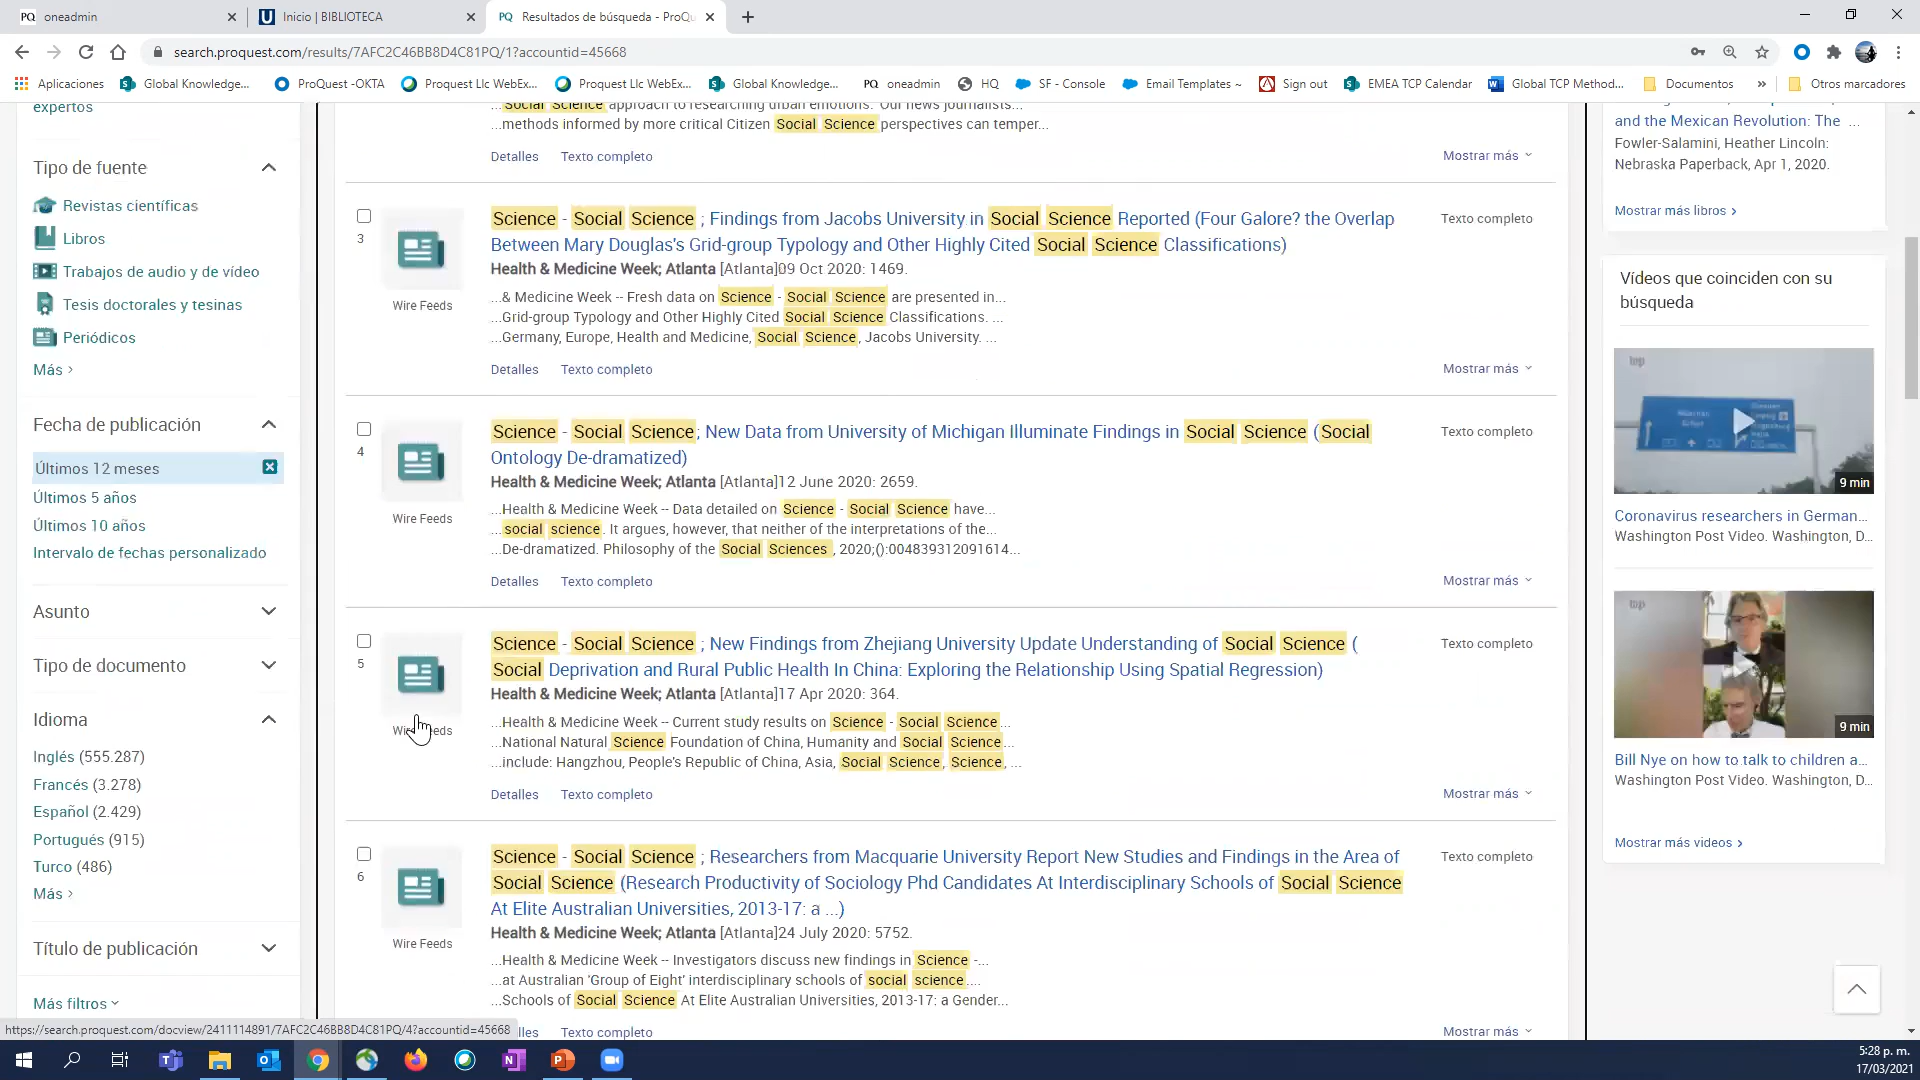 PQ oneadmin
Inicio | BIBLIOTECA
PQ Resultados de búsqueda - ProQu
search.proquest.com/results/7AFC2C46BB8D4C81PQ/1?accountid=45668
Aplicaciones
Global Knowledge...
ProQuest -OKTA
Proquest Llc WebEx...
Proquest Llc WebEx...
Global Knowledge...
PQ oneadmin
HQ
SF - Console
Email Templates ~
Sign out
EMEA TCP Calendar
Global TCP Method...
Documentos
»
Otros marcadores
expertos
Tipo de fuente
Revistas científicas
Libros
Trabajos de audio y de vídeo
Tesis doctorales y tesinas
Periódicos
Más >
Fecha de publicación
Últimos 12 meses
Últimos 5 años
Últimos 10 años
Intervalo de fechas personalizado
Asunto
Tipo de documento
Idioma
Inglés (555.287)
Francés (3.278)
Español (2.429)
Portugués (915)
Turco (486)
Más >
Título de publicación
Más filtros
...Social Science approach to researching urban emotions. Our news journalists...
...methods informed by more critical Citizen Social Science perspectives can temper...
Detalles Texto completo
Mostrar más
3
Wire Feeds
Science - Social Science ; Findings from Jacobs University in Social Science Reported (Four Galore? the Overlap
Between Mary Douglas's Grid-group Typology and Other Highly Cited Social Science Classifications)
Health & Medicine Week; Atlanta [Atlanta]09 Oct 2020: 1469.
...& Medicine Week -- Fresh data on Science - Social Science are presented in...
...Grid-group Typology and Other Highly Cited Social Science Classifications. ...
...Germany, Europe, Health and Medicine, Social Science, Jacobs University. ...
Detalles Texto completo
Texto completo
Mostrar más
4
Wire Feeds
Science - Social Science; New Data from University of Michigan Illuminate Findings in Social Science (Social
Ontology De-dramatized)
Health & Medicine Week; Atlanta [Atlanta]12 June 2020: 2659.
...Health & Medicine Week -- Data detailed on Science - Social Science have...
...social science. It argues, however, that neither of the interpretations of the...
...De-dramatized. Philosophy of the Social Sciences , 2020;():004839312091614...
Detalles Texto completo
Texto completo
Mostrar más
5
Science - Social Science ; New Findings from Zhejiang University Update Understanding of Social Science (
Social Deprivation and Rural Public Health In China: Exploring the Relationship Using Spatial Regression)
Health & Medicine Week; Atlanta [Atlanta]17 Apr 2020: 364.
...Health & Medicine Week -- Current study results on Science - Social Science...
...National Natural Science Foundation of China, Humanity and Social Science...
...include: Hangzhou, People's Republic of China, Asia, Social Science, Science, ...
Detalles Texto completo
Texto completo
Mostrar más
6
Wire Feeds
Science - Social Science ; Researchers from Macquarie University Report New Studies and Findings in the Area of
Social Science (Research Productivity of Sociology Phd Candidates At Interdisciplinary Schools of Social Science
At Elite Australian Universities, 2013-17: a ...)
Health & Medicine Week; Atlanta [Atlanta]24 July 2020: 5752.
...Health & Medicine Week -- Investigators discuss new findings in Science -...
...at Australian 'Group of Eight' interdisciplinary schools of social science ....
...Schools of Social Science At Elite Australian Universities, 2013-17: a Gender...
Texto completo
Texto completo
Mostrar más
and the Mexican Revolution: The ...
Fowler-Salamini, Heather Lincoln:
Nebraska Paperback, Apr 1, 2020.
Mostrar más libros >
Vídeos que coinciden con su
búsqueda
top
9 min
Coronavirus researchers in German...
Washington Post Video. Washington, D...
top
9 min
Bill Nye on how to talk to children a...
Washington Post Video. Washington, D...
Mostrar más videos >
https://search.proquest.com/docview/2411114891/7AFC2C46BB8D4C81PQ/4?accountid=45668
5:28 p. m.
17/03/2021